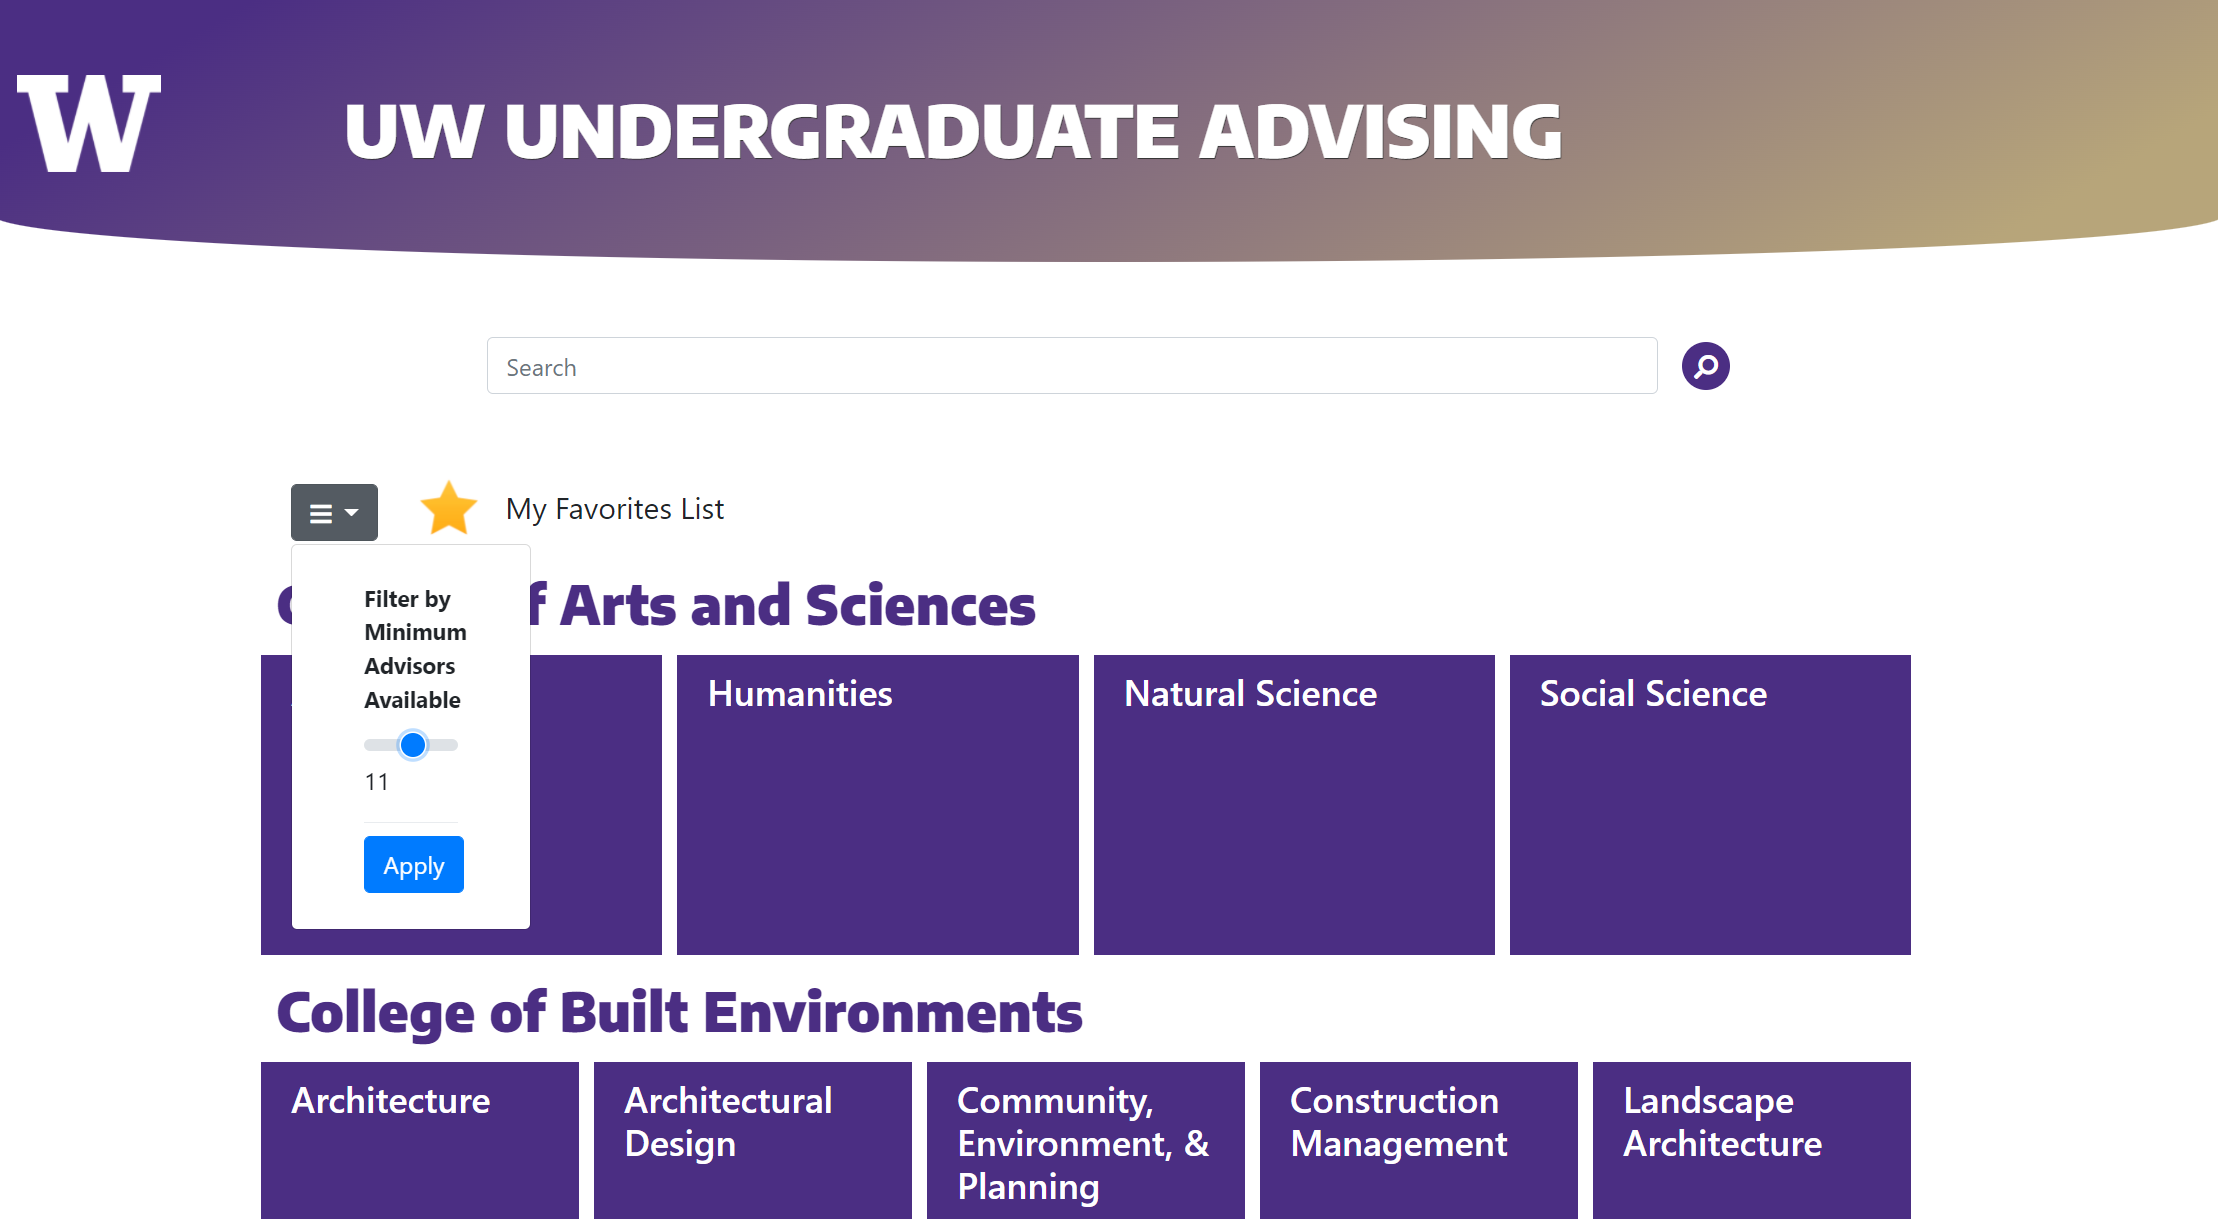 W
UW UNDERGRADUATE ADVISING
Search
My Favorites List
Filter by
Minimum
Advisors
Available
11
Apply
f Arts and Sciences
Humanities
Natural Science
Social Science
College of Built Environments
Architecture
Architectural
Design
Community,
Environment, &
Planning
Construction
Management
Landscape
Architecture